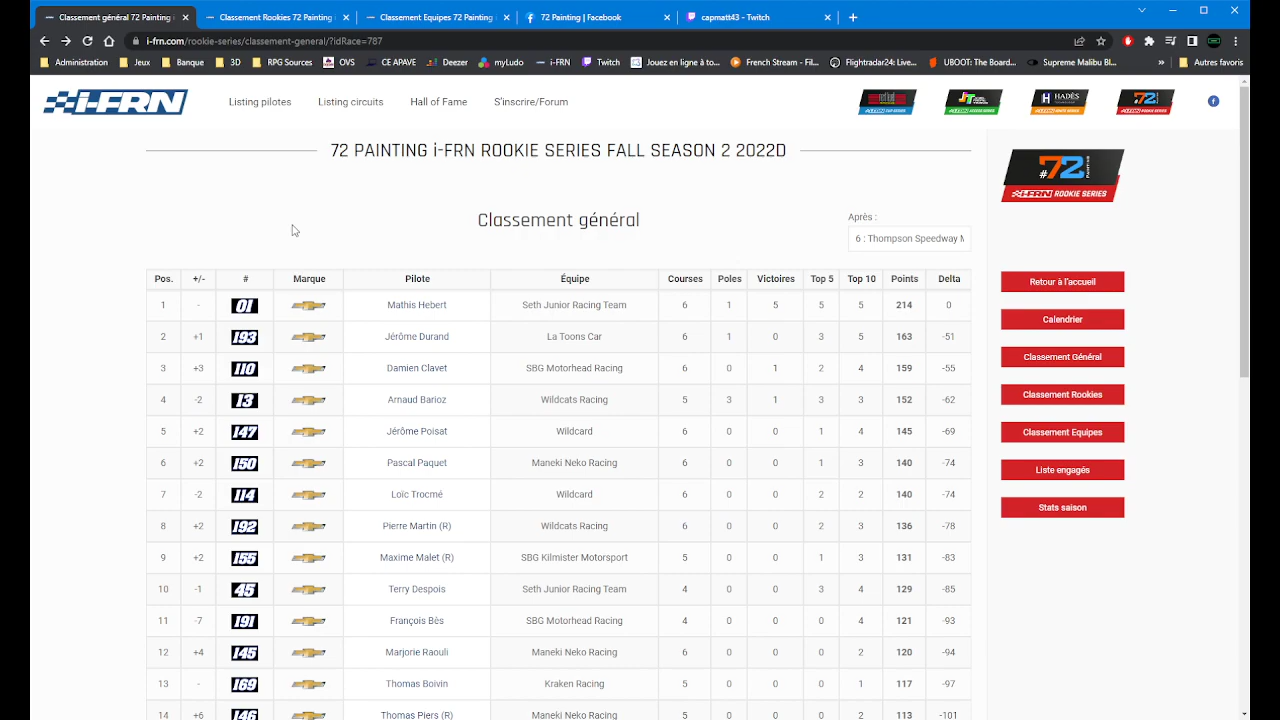 Classement général 72 Painting
Classement Rookies 72 Painting
Classement Equipes 72 Painting
72 Painting | Facebook
capmatt43 - Twitch
i-frn.com/rookie-series/classement-general/?idRace=787
Administration Jeux Banque 3D RPG Sources OVS CE APAVE Deezer myLudo i-FRN Twitch Jouez en ligne à to... French Stream - Fil... Flightradar24: Live... UBOOT: The Board... Supreme Malibu Bl... » Autres favoris
i-FRN Listing pilotes Listing circuits Hall of Fame S'inscrire/Forum HADÈS #72
72 PAINTING i-FRN ROOKIE SERIES FALL SEASON 2 2022D
#72 PAINTING
i-FRN ROOKIE SERIES
Classement général
Après :
6 : Thompson Speedway M
Pos. +/- # Marque Pilote Équipe Courses Poles Victoires Top 5 Top 10 Points Delta
1 - 01 Mathis Hebert Seth Junior Racing Team 6 1 5 5 5 214 0
2 +1 193 Jérôme Durand La Toons Car 6 1 0 3 5 163 -51
3 +3 110 Damien Clavet SBG Motorhead Racing 6 0 1 2 4 159 -55
4 -2 13 Arnaud Barioz Wildcats Racing 5 3 1 3 3 152 -62
5 +2 147 Jérôme Poisat Wildcard 6 0 0 1 4 145 -69
6 +2 150 Pascal Paquet Maneki Neko Racing 6 0 0 1 3 140 -74
7 -2 114 Loïc Trocmé Wildcard 6 0 0 2 2 140 -74
8 +2 192 Pierre Martin (R) Wildcats Racing 6 0 0 2 3 136 -78
9 +2 155 Maxime Malet (R) SBG Kilmister Motorsport 5 0 0 1 3 131 -83
10 -1 45 Terry Despois Seth Junior Racing Team 4 0 0 3 4 129 -85
11 -7 191 François Bès SBG Motorhead Racing 4 0 0 0 4 121 -93
12 +4 145 Marjorie Raouli Maneki Neko Racing 6 0 0 0 2 120 -94
13 - 169 Thomas Boivin Kraken Racing 5 0 0 0 1 117 -97
14 +6 146 Thomas Piers (R) Maneki Neko Racing 5 0 0 0 2 113 -101
Retour à l'accueil
Calendrier
Classement Général
Classement Rookies
Classement Equipes
Liste engagés
Stats saison